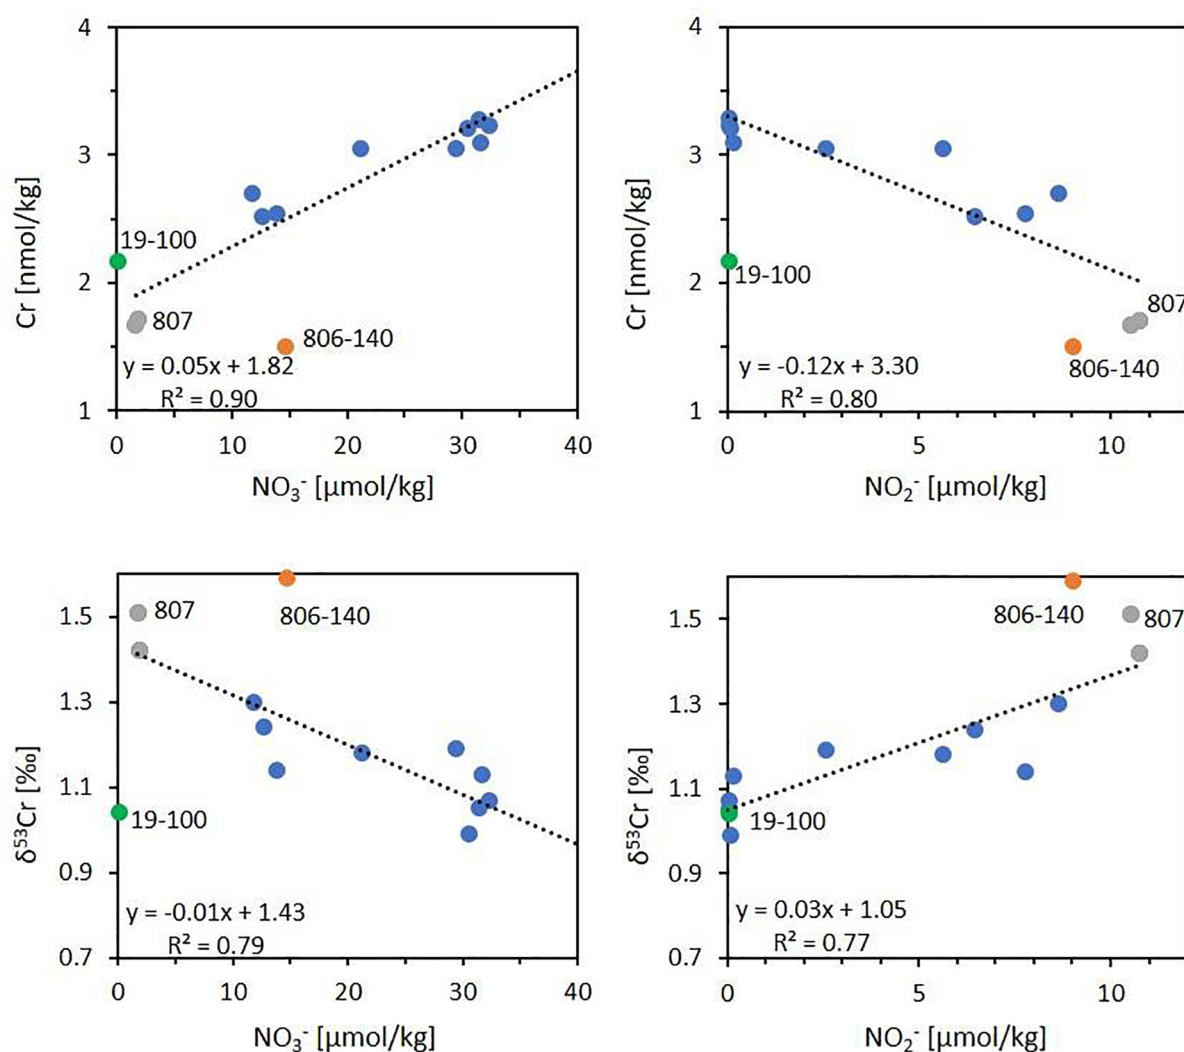 4
3
2
1
Cr [nmol/kg]
19-100
807
806-140
y = 0.05x + 1.82
R² = 0.90
0 10 20 30 40
NO₃⁻ [µmol/kg]
4
3
2
1
Cr [nmol/kg]
19-100
807
806-140
y = -0.12x + 3.30
R² = 0.80
0 5 10
NO₂⁻ [µmol/kg]
1.5
1.3
1.1
0.9
0.7
δ⁵³Cr [‰]
807
806-140
19-100
y = -0.01x + 1.43
R² = 0.79
0 10 20 30 40
NO₃⁻ [µmol/kg]
1.5
1.3
1.1
0.9
0.7
δ⁵³Cr [‰]
806-140
807
19-100
y = 0.03x + 1.05
R² = 0.77
0 5 10
NO₂⁻ [µmol/kg]